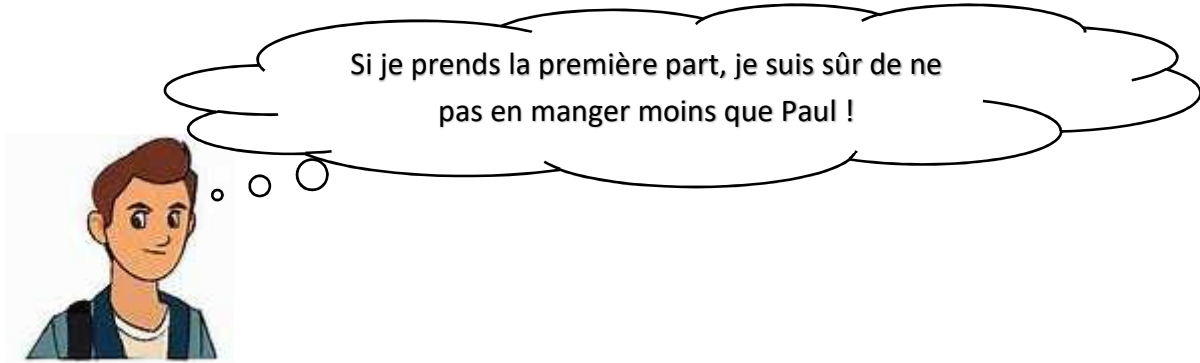 Si je prends la première part, je suis sûr de ne
pas en manger moins que Paul !